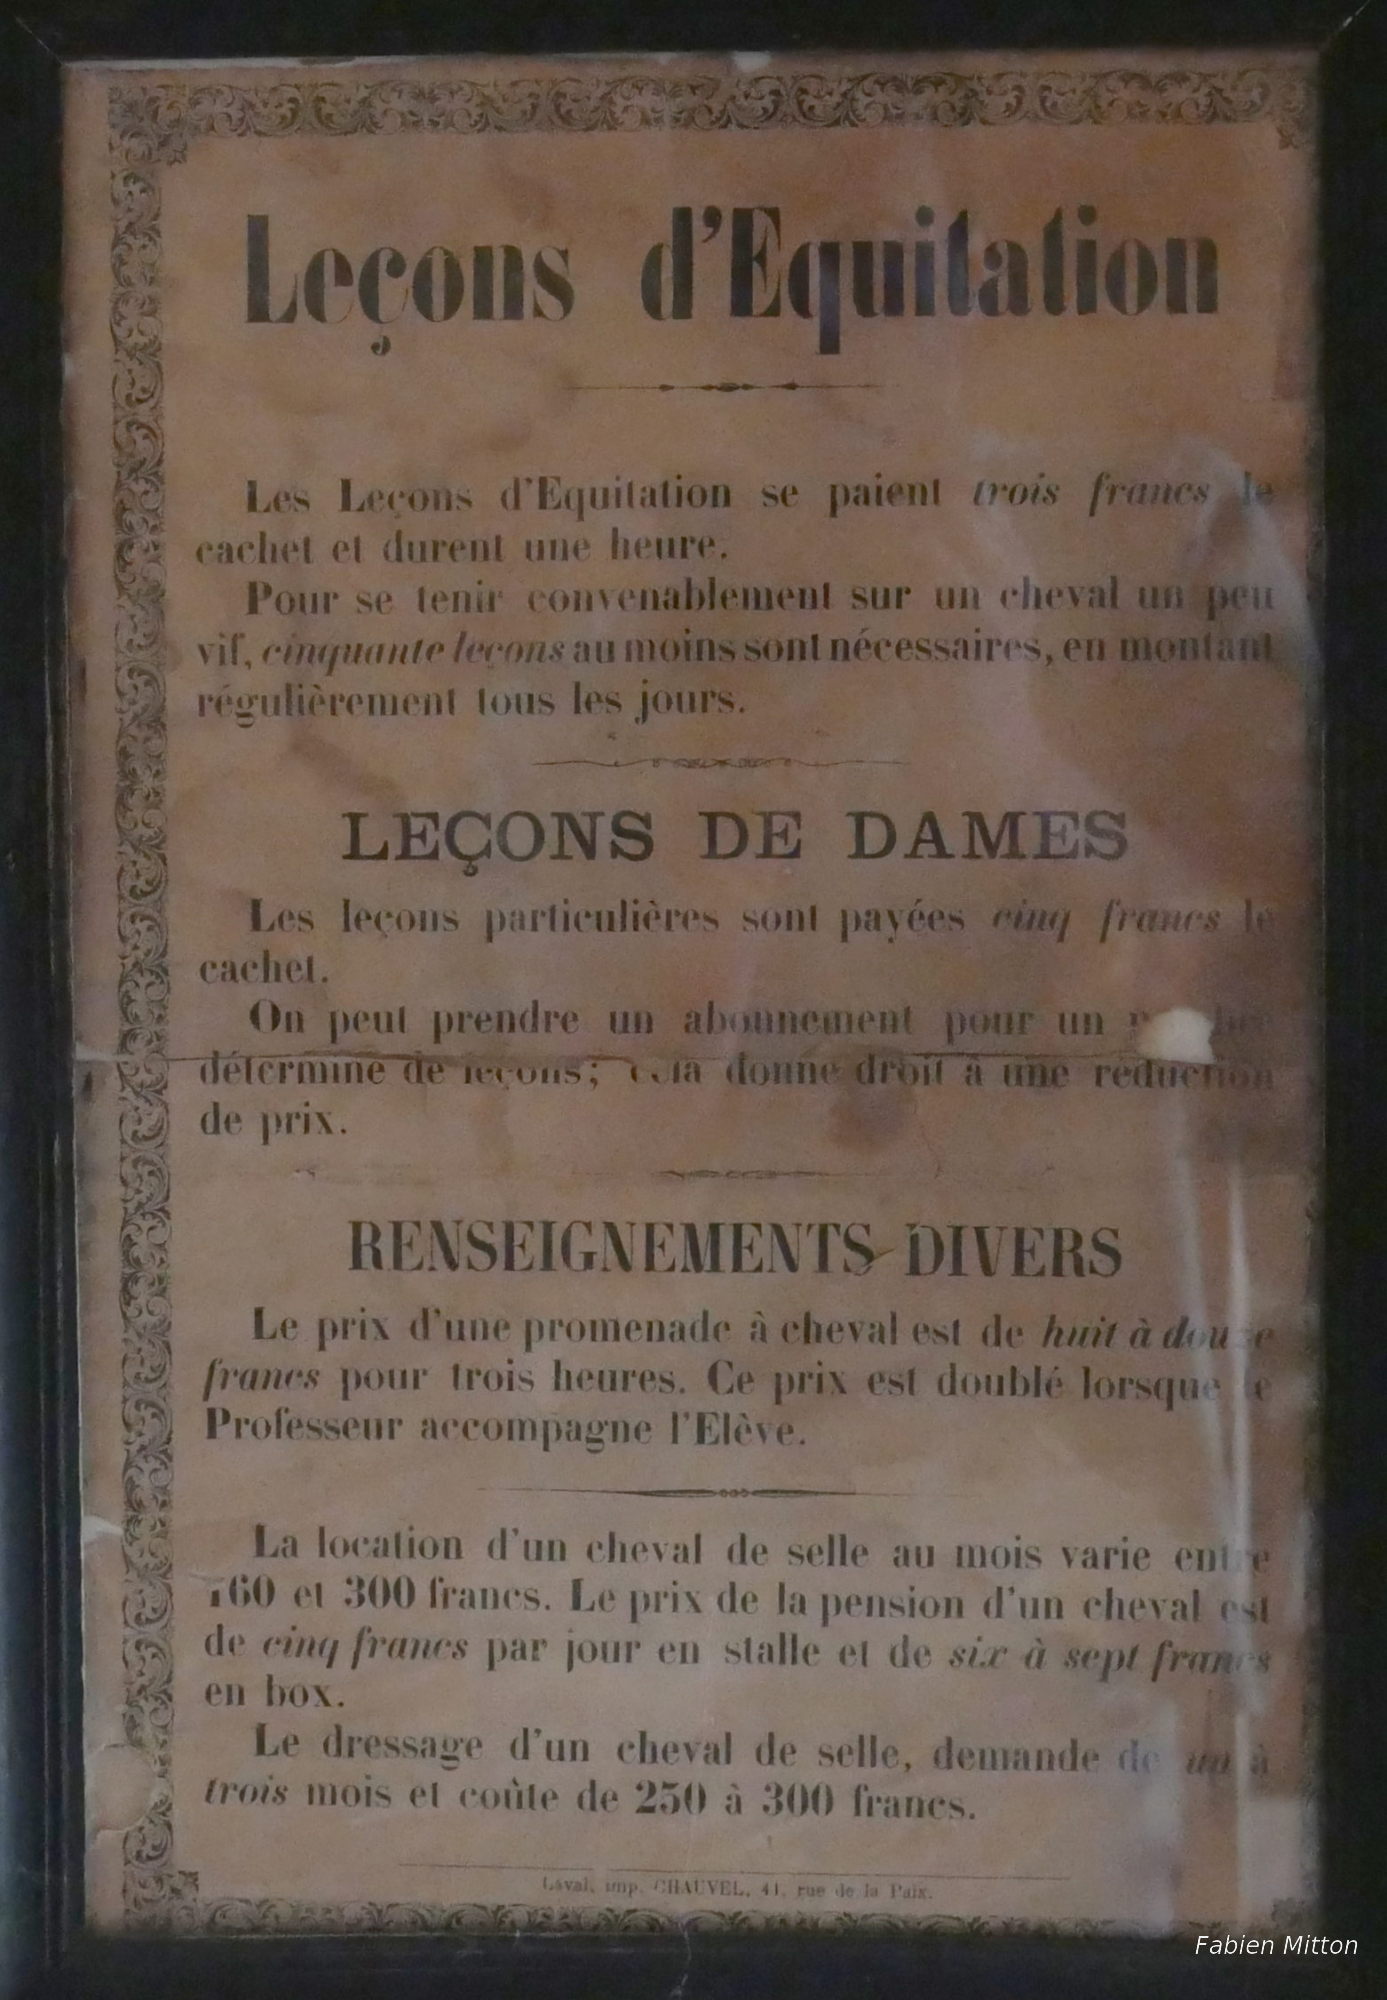 Leçons d'Equitation
Les Leçons d'Equitation se paient trois francs le
cachet et durent une heure.
Pour se tenir convenablement sur un cheval un peu
vif, cinquante leçons au moins sont nécessaires, en montant
régulièrement tous les jours.
LEÇONS DE DAMES
Les leçons particulières sont payées cinq francs le
cachet.
On peut prendre un abonnement pour un
déterminé de leçons; cela donne droit à une réduction
de prix.
RENSEIGNEMENTS DIVERS
Le prix d'une promenade à cheval est de huit à douze
francs pour trois heures. Ce prix est doublé lorsque le
Professeur accompagne l'Elève.
La location d'un cheval de selle au mois varie entre
160 et 300 francs. Le prix de la pension d'un cheval est
de cinq francs par jour en stalle et de six à sept francs
en box.
Le dressage d'un cheval de selle, demande de un à
trois mois et coûte de 250 à 300 francs.
Laval, imp. CHAUVEL, 41, rue de la Paix.
Fabien Mitton